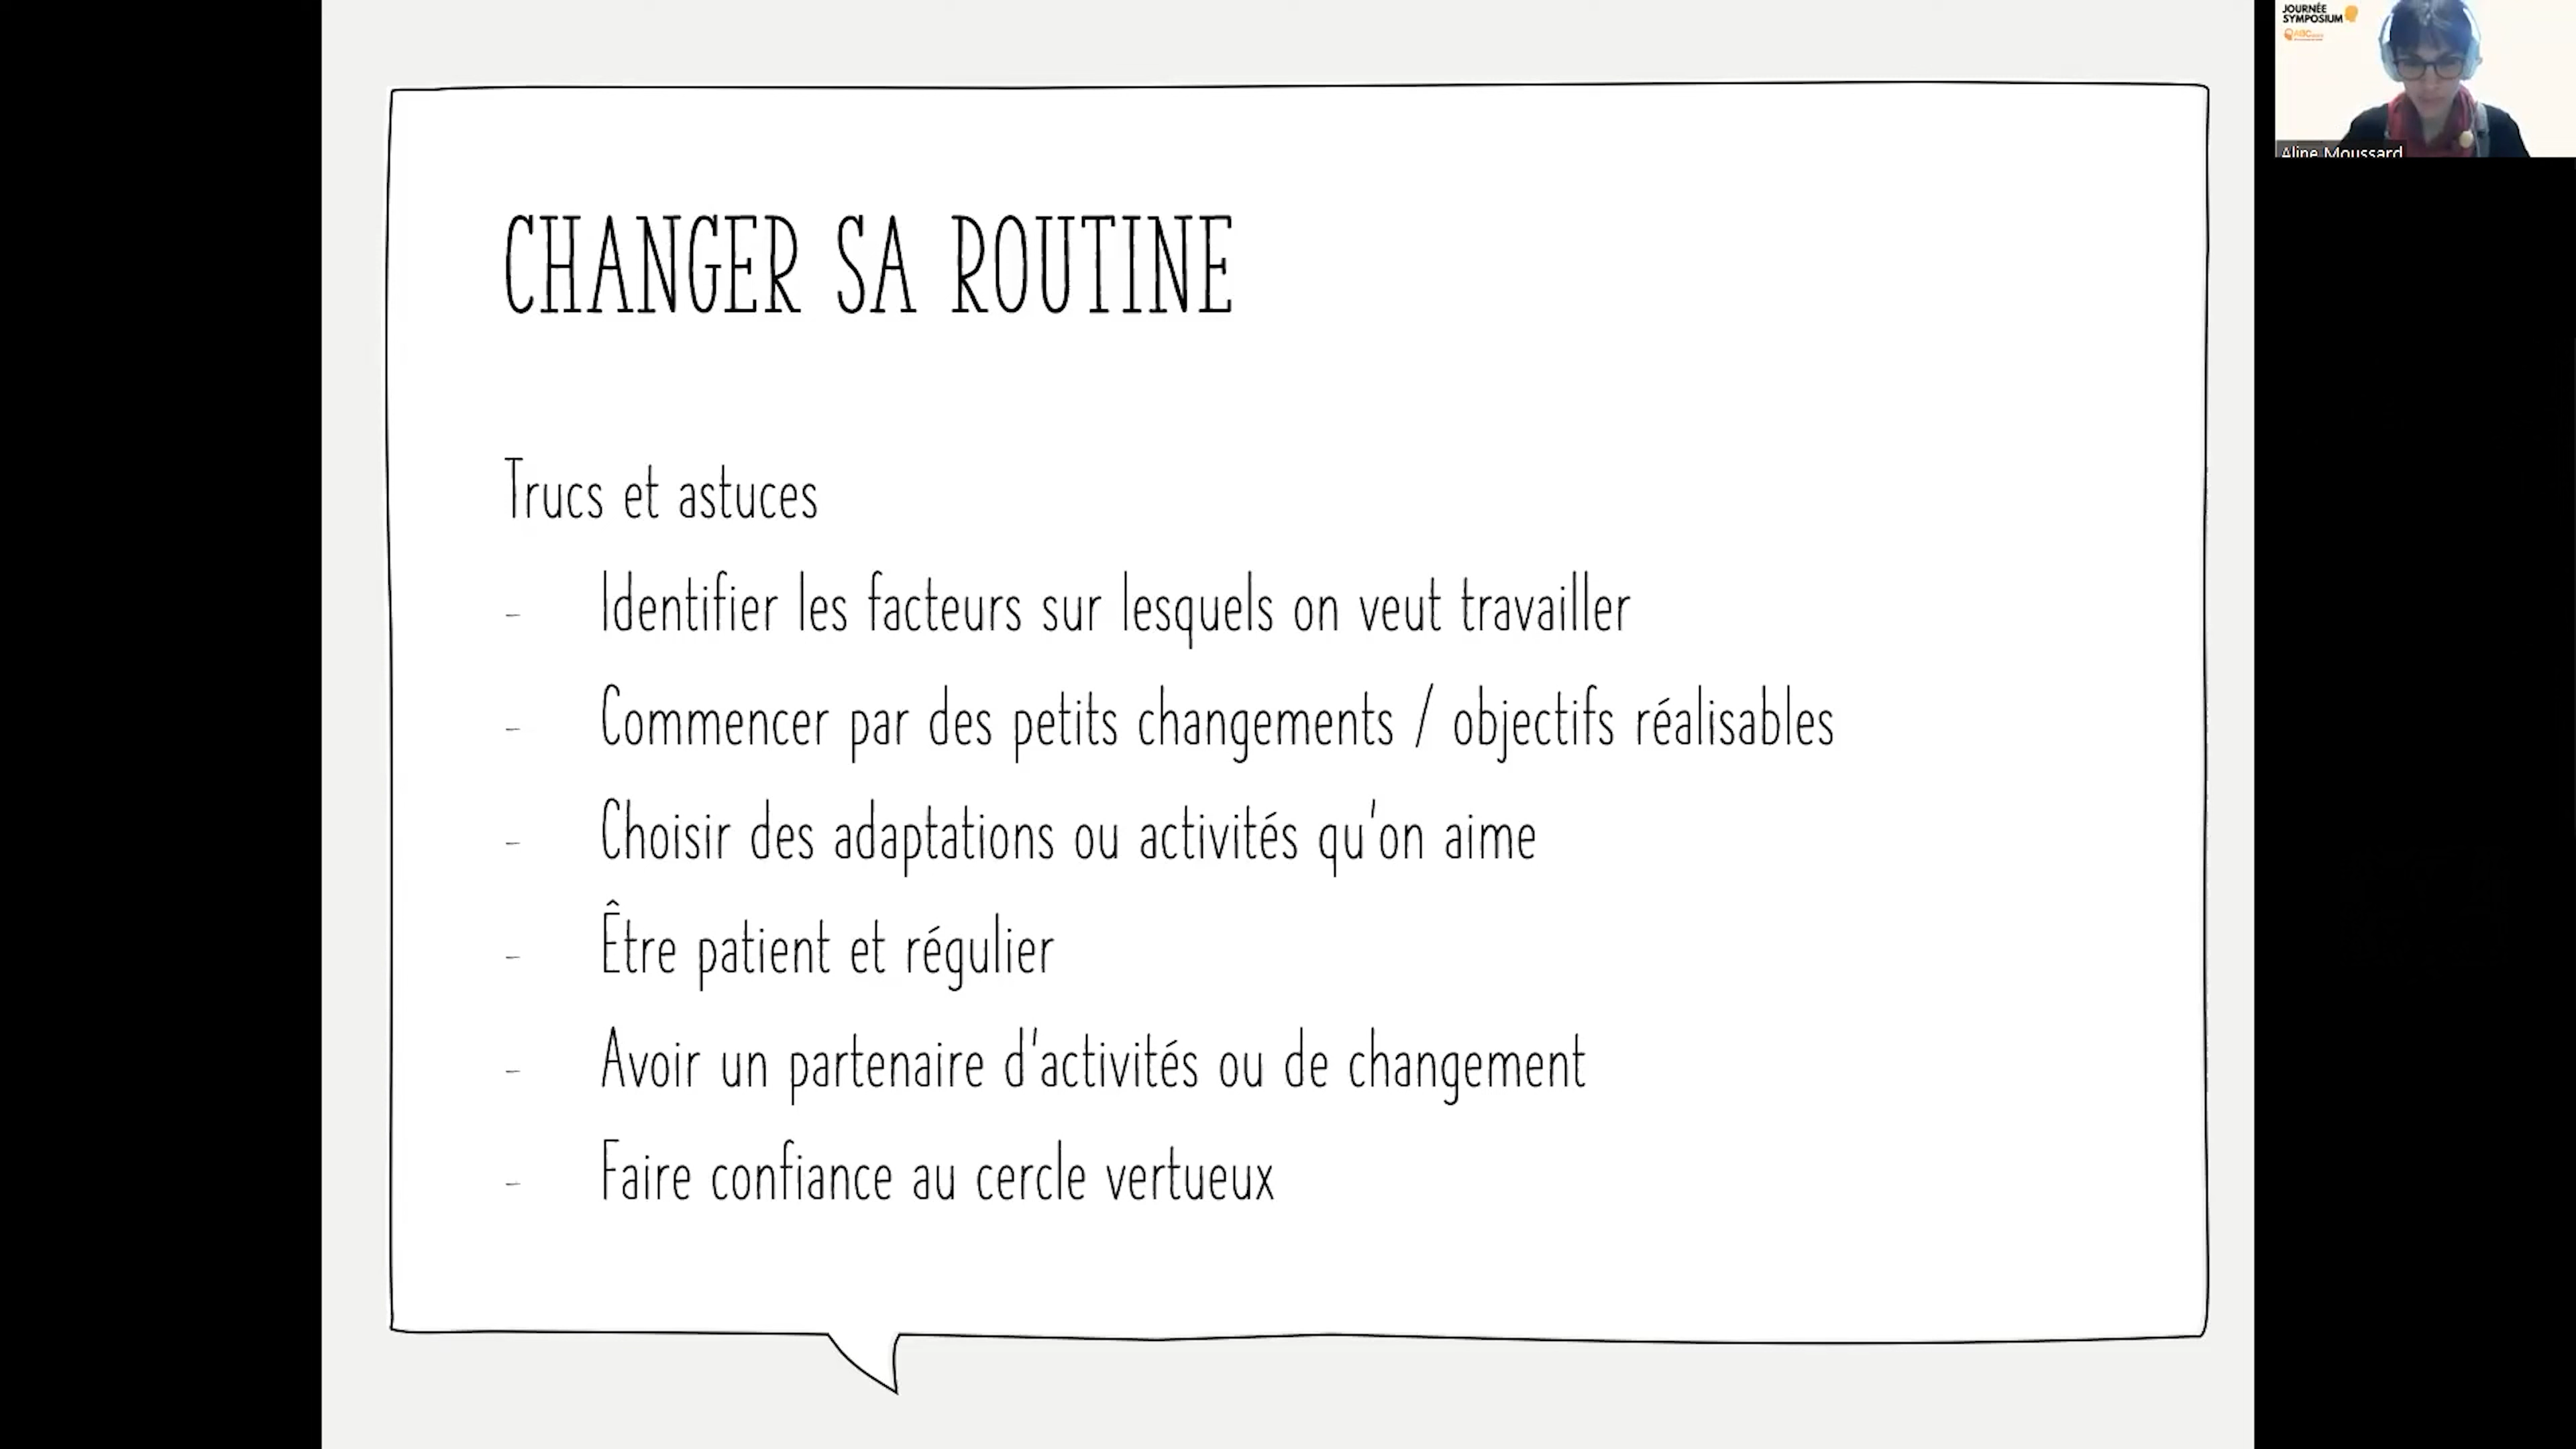 CHANGER SA ROUTINE
Trucs et astuces
- Identifier les facteurs sur lesquels on veut travailler
- Commencer par des petits changements / objectifs réalisables
- Choisir des adaptations ou activités qu'on aime
- Être patient et régulier
- Avoir un partenaire d'activités ou de changement
- Faire confiance au cercle vertueux
JOURNÉE
SYMPOSIUM
Aline Moussard